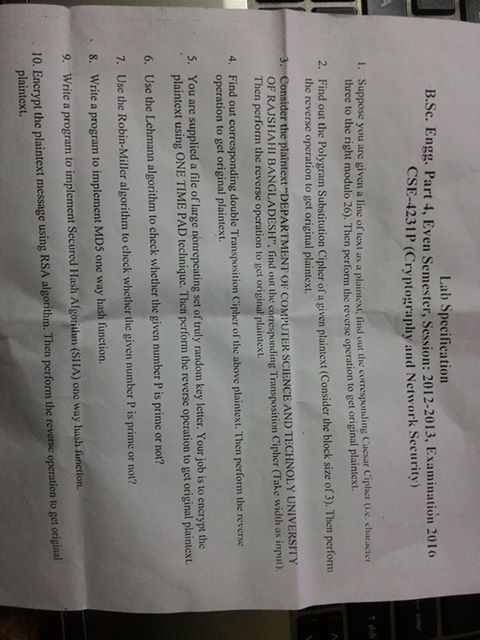 Lab Specification
B.Sc. Engg. Part 4, Even Semester, Session: 2012-2013, Examination 2016
CSE-4231P (Cryptography and Network Security)
1. Suppose you are given a line of text as a plaintext, find out the corresponding Caesar Cipher (i.e. character
three to the right modulo 26). Then perform the reverse operation to get original plaintext.
2. Find out the Polygram Substitution Cipher of a given plaintext (Consider the block size of 3). Then perform
the reverse operation to get original plaintext.
3. Consider the plaintext "DEPARTMENT OF COMPUTER SCIENCE AND TECHNOLY UNIVERSITY
OF RAJSHAHI BANGLADESH", find out the corresponding Transposition Cipher (Take width as input).
Then perform the reverse operation to get original plaintext.
4. Find out corresponding double Transposition Cipher of the above plaintext. Then perform the reverse
operation to get original plaintext.
5. You are supplied a file of large nonrepeating set of truly random key letter. Your job is to encrypt the
plaintext using ONE TIME PAD technique. Then perform the reverse operation to get original plaintext.
6. Use the Lehmann algorithm to check whether the given number P is prime or not?
7. Use the Robin-Miller algorithm to check whether the given number P is prime or not?
8. Write a program to implement MD5 one way hash function.
9. Write a program to implement Secured Hash Algorithm (SHA) one way hash function.
10. Encrypt the plaintext message using RSA algorithm. Then perform the reverse operation to get original
plaintext.
enter
shift